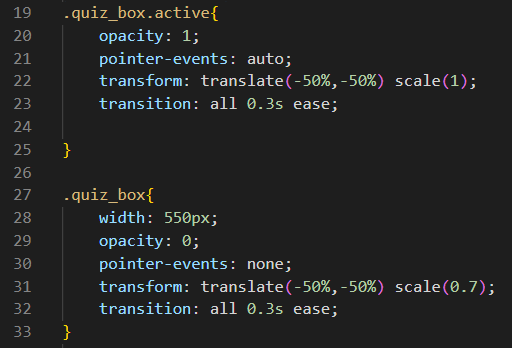 19 .quiz_box.active{
20     opacity: 1;
21     pointer-events: auto;
22     transform: translate(-50%,-50%) scale(1);
23     transition: all 0.3s ease;
24
25 }
26
27 .quiz_box{
28     width: 550px;
29     opacity: 0;
30     pointer-events: none;
31     transform: translate(-50%,-50%) scale(0.7);
32     transition: all 0.3s ease;
33 }